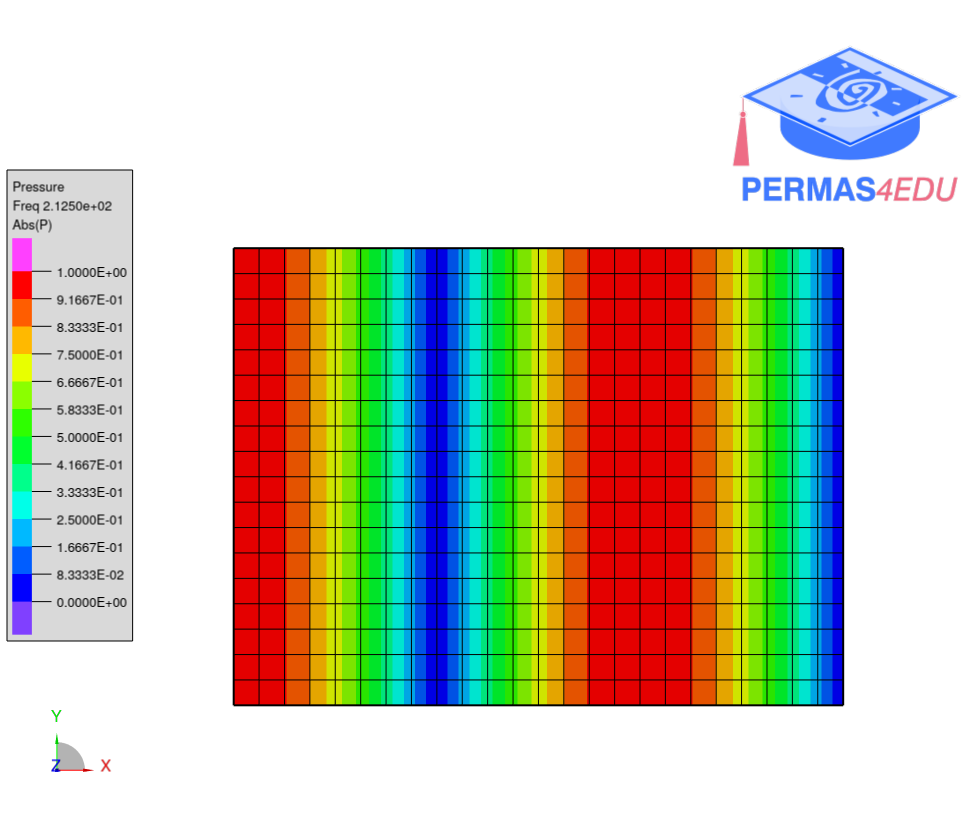 PERMAS4EDU
Pressure
Freq 2.1250e+02
Abs(P)
1.0000E+00
9.1667E-01
8.3333E-01
7.5000E-01
6.6667E-01
5.8333E-01
5.0000E-01
4.1667E-01
3.3333E-01
2.5000E-01
1.6667E-01
8.3333E-02
0.0000E+00
Y
Z X